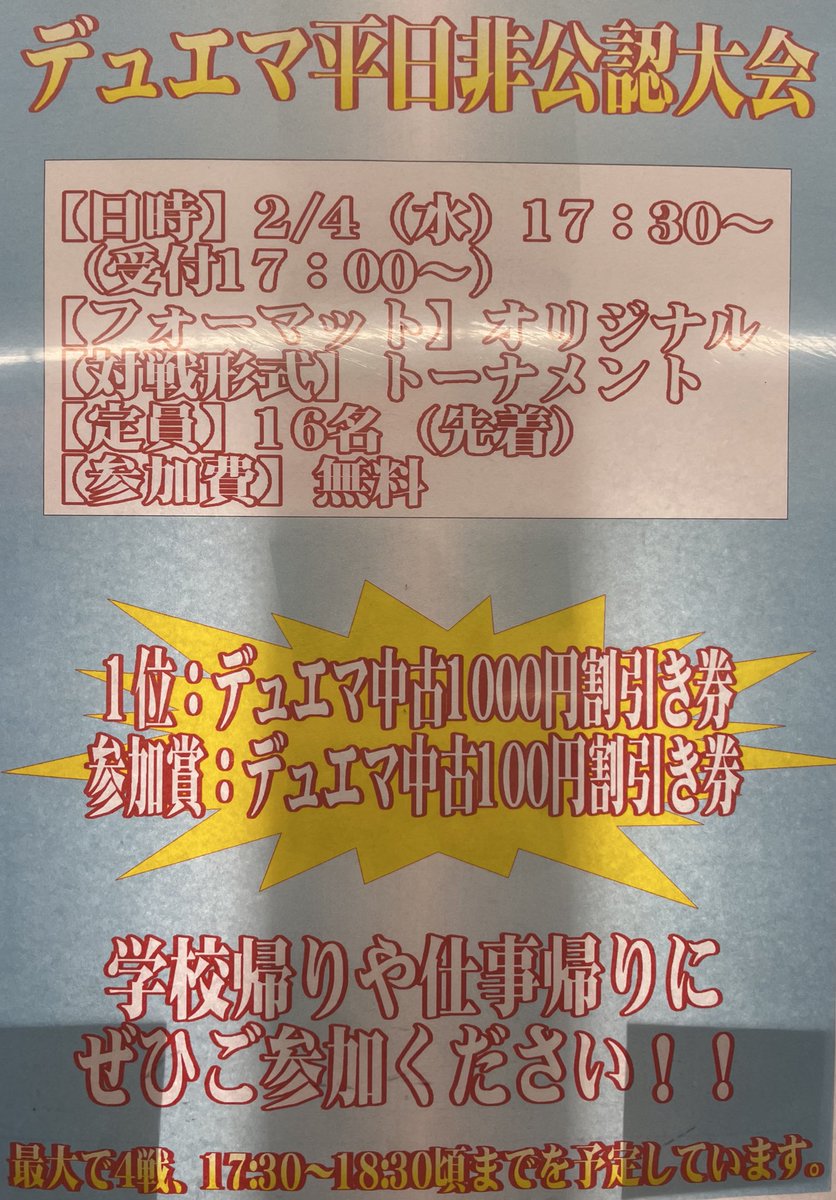 デュエマ平日非公認大会
【日時】2/4（水）17：30～
（受付17：00～）
【フォーマット】オリジナル
【対戦形式】トーナメント
【定員】16名（先着）
【参加費】無料
1位：デュエマ中古1000円割引き券
参加賞：デュエマ中古100円割引き券
学校帰りや仕事帰りに
ぜひご参加ください！！
最大で4戦、17:30～18:30頃までを予定しています。